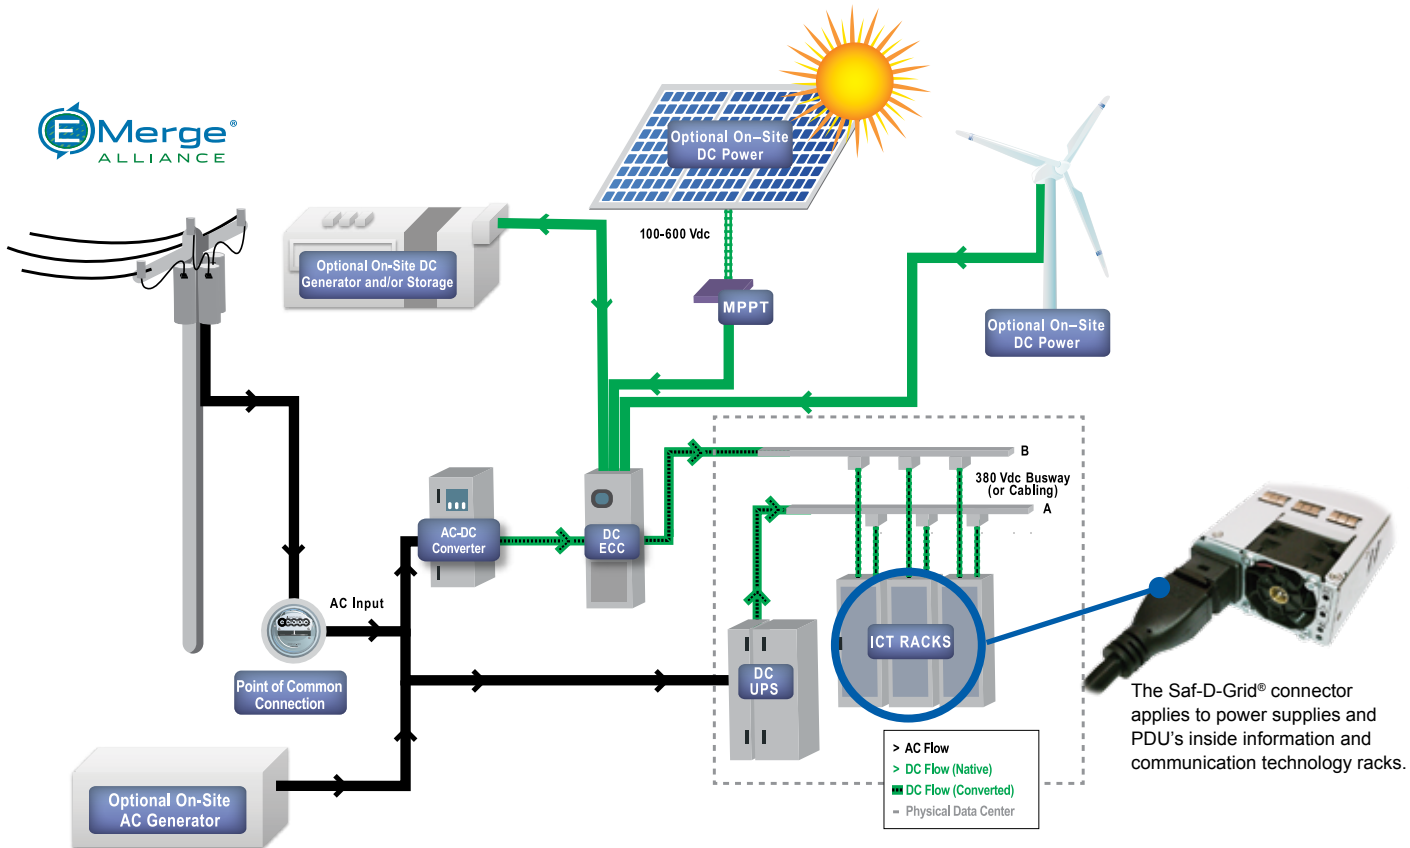 EMerge®
ALLIANCE
Optional On–Site
DC Power
100-600 Vdc
MPPT
Optional On-Site DC
Generator and/or Storage
Optional On–Site
DC Power
B
380 Vdc Busway
(or Cabling)
A
AC-DC
Converter
DC
ECC
AC Input
Point of Common
Connection
DC
UPS
ICT RACKS
Optional On-Site
AC Generator
> AC Flow
> DC Flow (Native)
DC Flow (Converted)
Physical Data Center
The Saf-D-Grid® connector
applies to power supplies and
PDU's inside information and
communication technology racks.